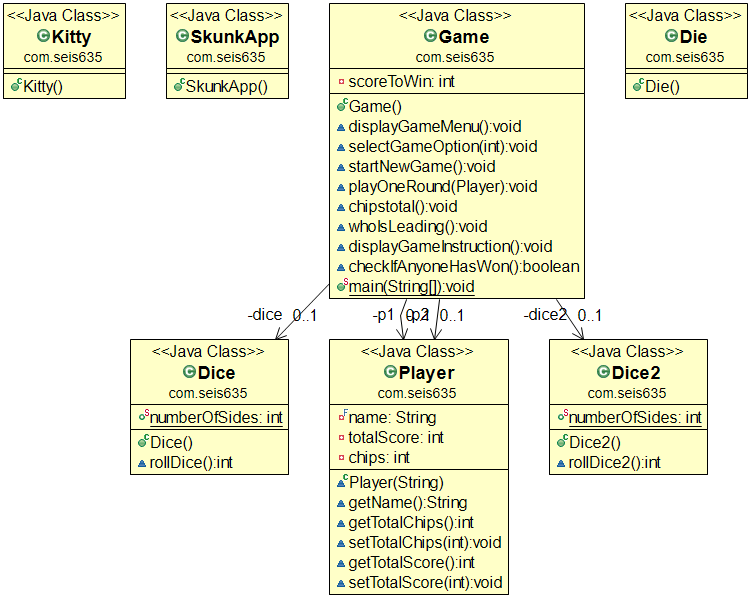 <<Java Class>>
Kitty
com.seis635
Kitty()
<<Java Class>>
SkunkApp
com.seis635
SkunkApp()
<<Java Class>>
Game
com.seis635
scoreToWin: int
Game()
displayGameMenu():void
selectGameOption(int):void
startNewGame():void
playOneRound(Player):void
chipstotal():void
whoIsLeading():void
displayGameInstruction():void
checkIfAnyoneHasWon():boolean
main(String[]):void
<<Java Class>>
Die
com.seis635
Die()
-dice 0..1
-p1 0..1
-p2 0..1
-dice2 0..1
<<Java Class>>
Dice
com.seis635
numberOfSides: int
Dice()
rollDice():int
<<Java Class>>
Player
com.seis635
name: String
totalScore: int
chips: int
Player(String)
getName():String
getTotalChips():int
setTotalChips(int):void
getTotalScore():int
setTotalScore(int):void
<<Java Class>>
Dice2
com.seis635
numberOfSides: int
Dice2()
rollDice2():int